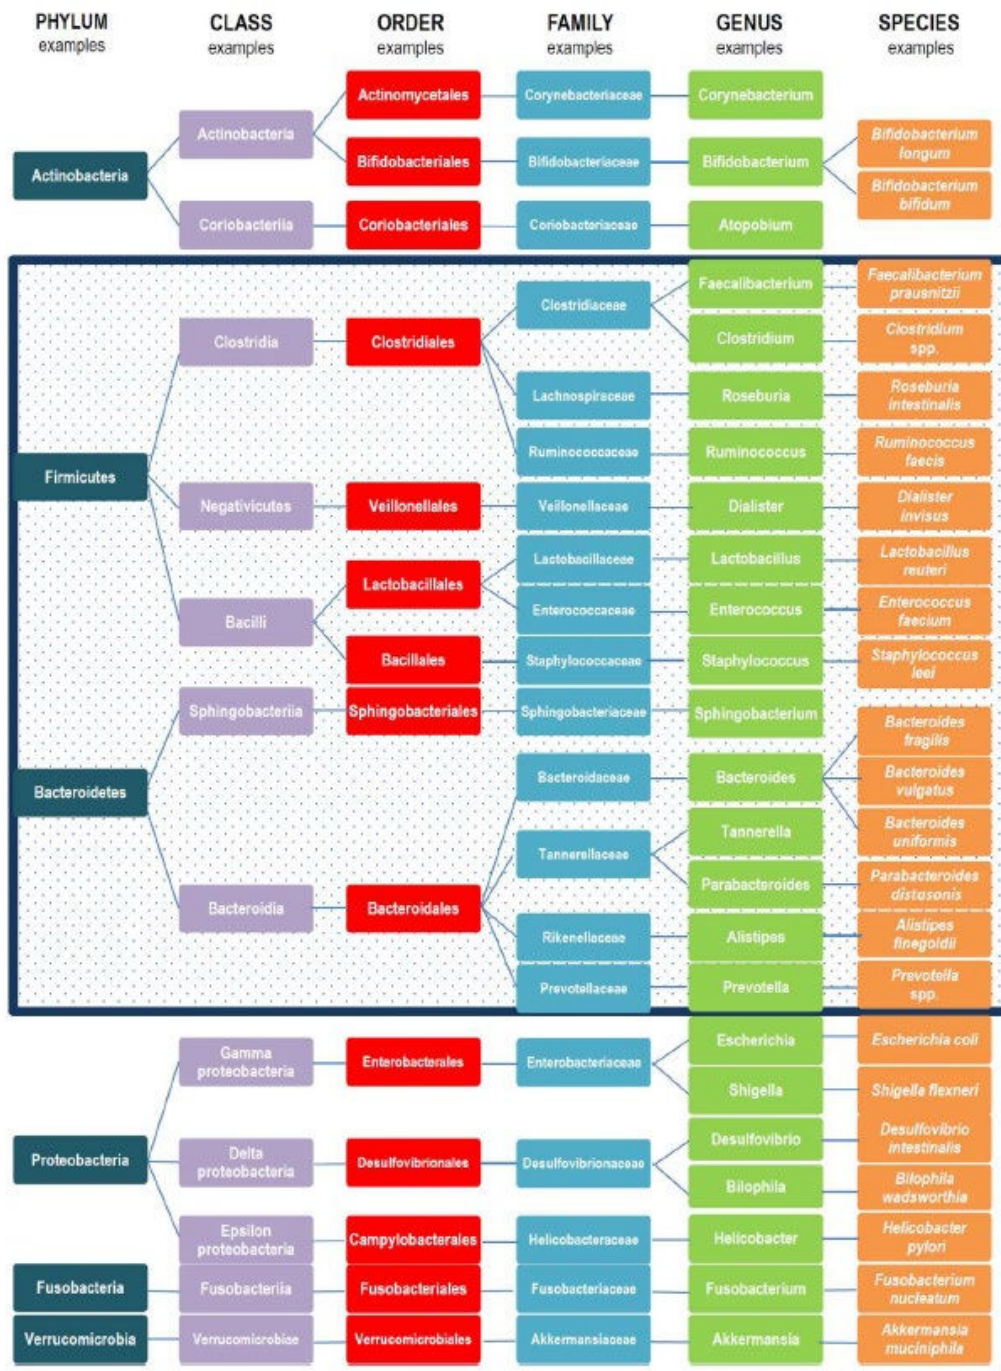 PHYLUM CLASS ORDER FAMILY GENUS SPECIES
examples examples examples examples examples examples
Actinomycetales Corynebacteriaceae Corynebacterium
Actinobacteria
Bifidobacterium
longum
Bifidobacteriales Bifidobacteriaceae Bifidobacterium
Actinobacteria
Bifidobacterium
bifidum
Coriobacteriia Coriobacteriales Coriobacteriaceae Atopobium
Faecalibacterium
Faecalibacterium
prausnitzii
Clostridiaceae
Clostridia Clostridiales Clostridium
Clostridium
spp.
Lachnospiraceae Roseburia
Roseburia
intestinalis
Ruminococcaceae Ruminococcus
Ruminococcus
faecis
Firmicutes
Negativicutes Veillonellales Veillonellaceae Dialister
Dialister
invisus
Lactobacillaceae Lactobacillus
Lactobacillus
reuteri
Lactobacillales
Enterococcaceae Enterococcus
Enterococcus
faecium
Bacilli
Bacillales Staphylococcaceae Staphylococcus
Staphylococcus
leei
Sphingobacteriia Sphingobacteriales Sphingobacteriaceae Sphingobacterium
Bacteroides
fragilis
Bacteroidaceae Bacteroides
Bacteroides
vulgatus
Bacteroidetes
Bacteroides
uniformis
Tannerella
Tannerellaceae
Parabacteroides
Parabacteroides
distasonis
Bacteroidia Bacteroidales
Rikenellaceae Alistipes
Alistipes
finegoldii
Prevotellaceae Prevotella
Prevotella
spp.
Escherichia Escherichia coli
Gamma
proteobacteria
Enterobacterales Enterobacteriaceae
Shigella Shigella flexneri
Desulfovibrio
Desulfovibrio
intestinalis
Proteobacteria
Delta
proteobacteria
Desulfovibrionales Desulfovibrionaceae
Bilophila
Bilophila
wadsworthia
Epsilon
proteobacteria
Campylobacterales Helicobacteraceae Helicobacter
Helicobacter
pylori
Fusobacteria Fusobacteriia Fusobacteriales Fusobacteriaceae Fusobacterium
Fusobacterium
nucleatum
Verrucomicrobia Verrucomicrobiae Verrucomicrobiales Akkermansiaceae Akkermansia
Akkermansia
muciniphila